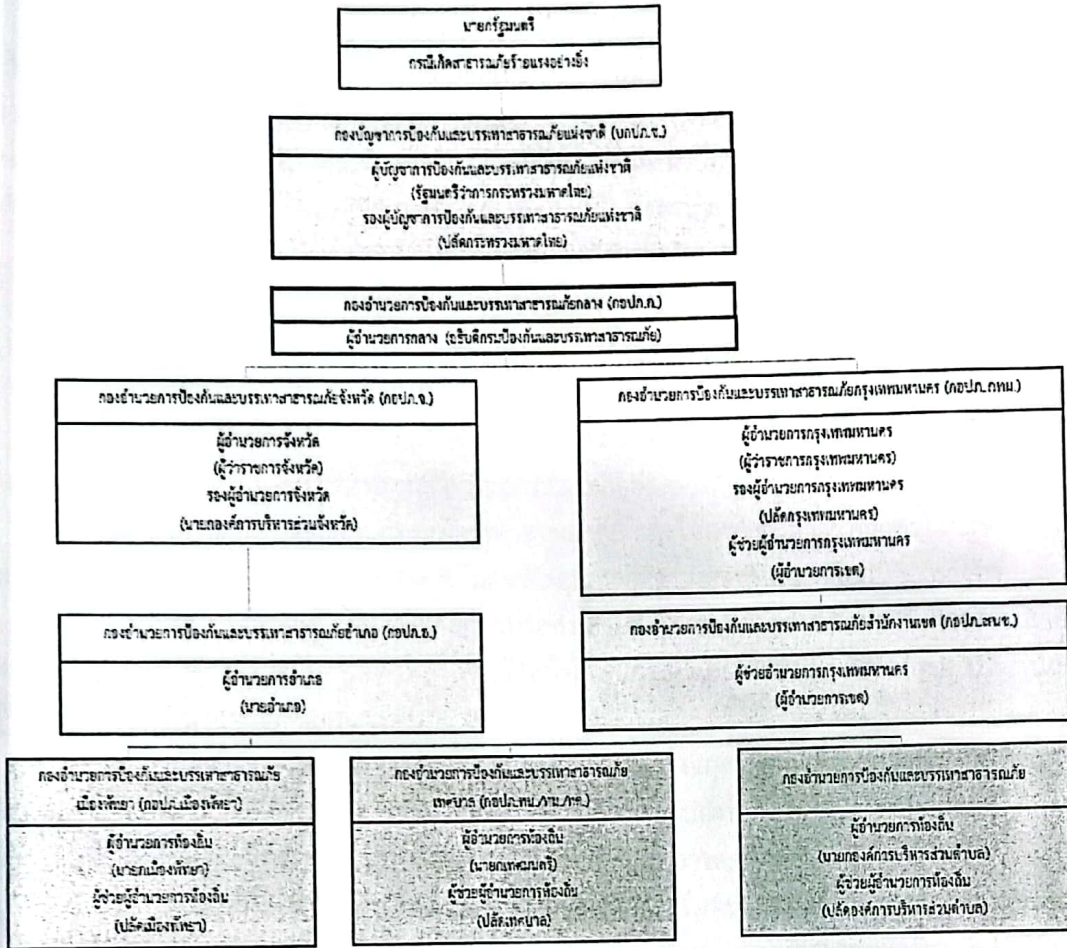 นายกรัฐมนตรี
กรณีเกิดสาธารณภัยร้ายแรงอย่างยิ่ง
กองบัญชาการป้องกันและบรรเทาสาธารณภัยแห่งชาติ (บกปภ.ช.)
ผู้บัญชาการป้องกันและบรรเทาสาธารณภัยแห่งชาติ
(รัฐมนตรีว่าการกระทรวงมหาดไทย)
รองผู้บัญชาการป้องกันและบรรเทาสาธารณภัยแห่งชาติ
(ปลัดกระทรวงมหาดไทย)
กองอำนวยการป้องกันและบรรเทาสาธารณภัยกลาง (กอปภ.ก.)
ผู้อำนวยการกลาง (อธิบดีกรมป้องกันและบรรเทาสาธารณภัย)
กองอำนวยการป้องกันและบรรเทาสาธารณภัยจังหวัด (กอปภ.จ.)
ผู้อำนวยการจังหวัด
(ผู้ว่าราชการจังหวัด)
รองผู้อำนวยการจังหวัด
(นายกองค์การบริหารส่วนจังหวัด)
กองอำนวยการป้องกันและบรรเทาสาธารณภัยกรุงเทพมหานคร (กอปภ.กทม.)
ผู้อำนวยการกรุงเทพมหานคร
(ผู้ว่าราชการกรุงเทพมหานคร)
รองผู้อำนวยการกรุงเทพมหานคร
(ปลัดกรุงเทพมหานคร)
ผู้ช่วยผู้อำนวยการกรุงเทพมหานคร
(ผู้อำนวยการเขต)
กองอำนวยการป้องกันและบรรเทาสาธารณภัยอำเภอ (กอปภ.อ.)
ผู้อำนวยการอำเภอ
(นายอำเภอ)
กองอำนวยการป้องกันและบรรเทาสาธารณภัยสำนักงานเขต (กอปภ.สนข.)
ผู้ช่วยอำนวยการกรุงเทพมหานคร
(ผู้อำนวยการเขต)
กองอำนวยการป้องกันและบรรเทาสาธารณภัย
เมืองพัทยา (กอปภ.เมืองพัทยา)
ผู้อำนวยการท้องถิ่น
(นายกเมืองพัทยา)
ผู้ช่วยผู้อำนวยการท้องถิ่น
(ปลัดเมืองพัทยา)
กองอำนวยการป้องกันและบรรเทาสาธารณภัย
เทศบาล (กอปภ.ทน./ทม./ทต.)
ผู้อำนวยการท้องถิ่น
(นายกเทศมนตรี)
ผู้ช่วยผู้อำนวยการท้องถิ่น
(ปลัดเทศบาล)
กองอำนวยการป้องกันและบรรเทาสาธารณภัย
ผู้อำนวยการท้องถิ่น
(นายกองค์การบริหารส่วนตำบล)
ผู้ช่วยผู้อำนวยการท้องถิ่น
(ปลัดองค์การบริหารส่วนตำบล)